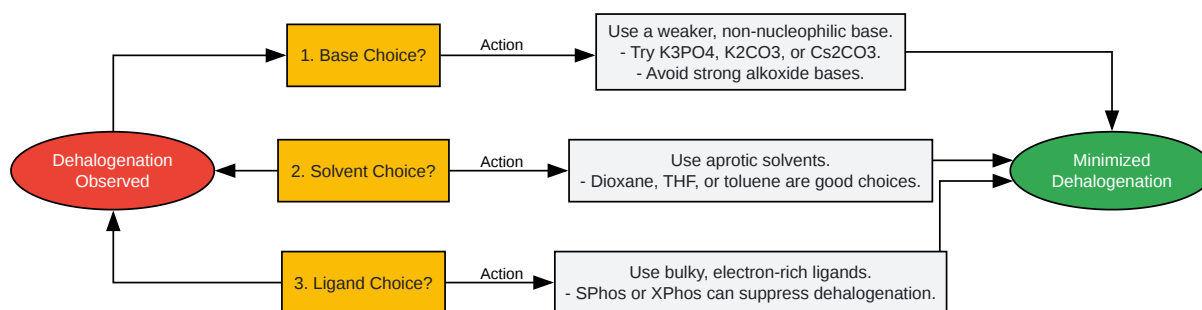 Dehalogenation
Observed
1. Base Choice?
Action
Use a weaker, non-nucleophilic base.
- Try K3PO4, K2CO3, or Cs2CO3.
- Avoid strong alkoxide bases.
2. Solvent Choice?
Action
Use aprotic solvents.
- Dioxane, THF, or toluene are good choices.
3. Ligand Choice?
Action
Use bulky, electron-rich ligands.
- SPhos or XPhos can suppress dehalogenation.
Minimized
Dehalogenation